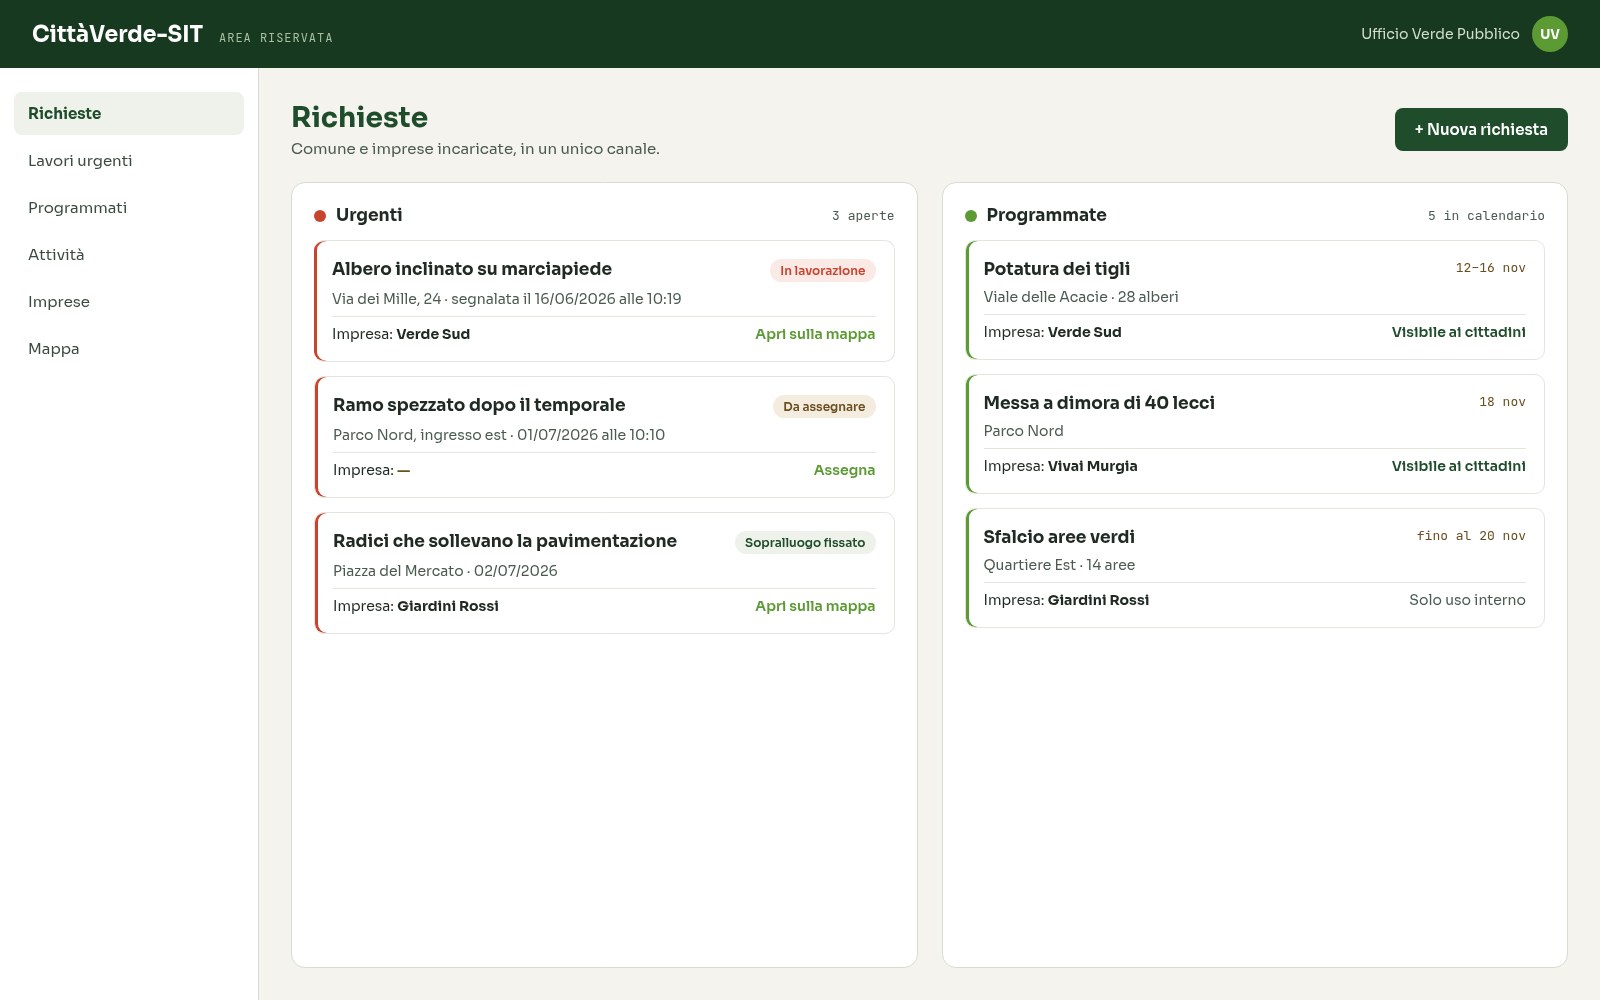 CittàVerde-SIT AREA RISERVATA
Ufficio Verde Pubblico UV
Richieste
Lavori urgenti
Programmati
Attività
Imprese
Mappa
Richieste
Comune e imprese incaricate, in un unico canale.
+ Nuova richiesta
Urgenti 3 aperte
Albero inclinato su marciapiede In lavorazione
Via dei Mille, 24 · segnalata il 16/06/2026 alle 10:19
Impresa: Verde Sud Apri sulla mappa
Ramo spezzato dopo il temporale Da assegnare
Parco Nord, ingresso est · 01/07/2026 alle 10:10
Impresa: — Assegna
Radici che sollevano la pavimentazione Sopralluogo fissato
Piazza del Mercato · 02/07/2026
Impresa: Giardini Rossi Apri sulla mappa
Programmate 5 in calendario
Potatura dei tigli 12–16 nov
Viale delle Acacie · 28 alberi
Impresa: Verde Sud Visibile ai cittadini
Messa a dimora di 40 lecci 18 nov
Parco Nord
Impresa: Vivai Murgia Visibile ai cittadini
Sfalcio aree verdi fino al 20 nov
Quartiere Est · 14 aree
Impresa: Giardini Rossi Solo uso interno